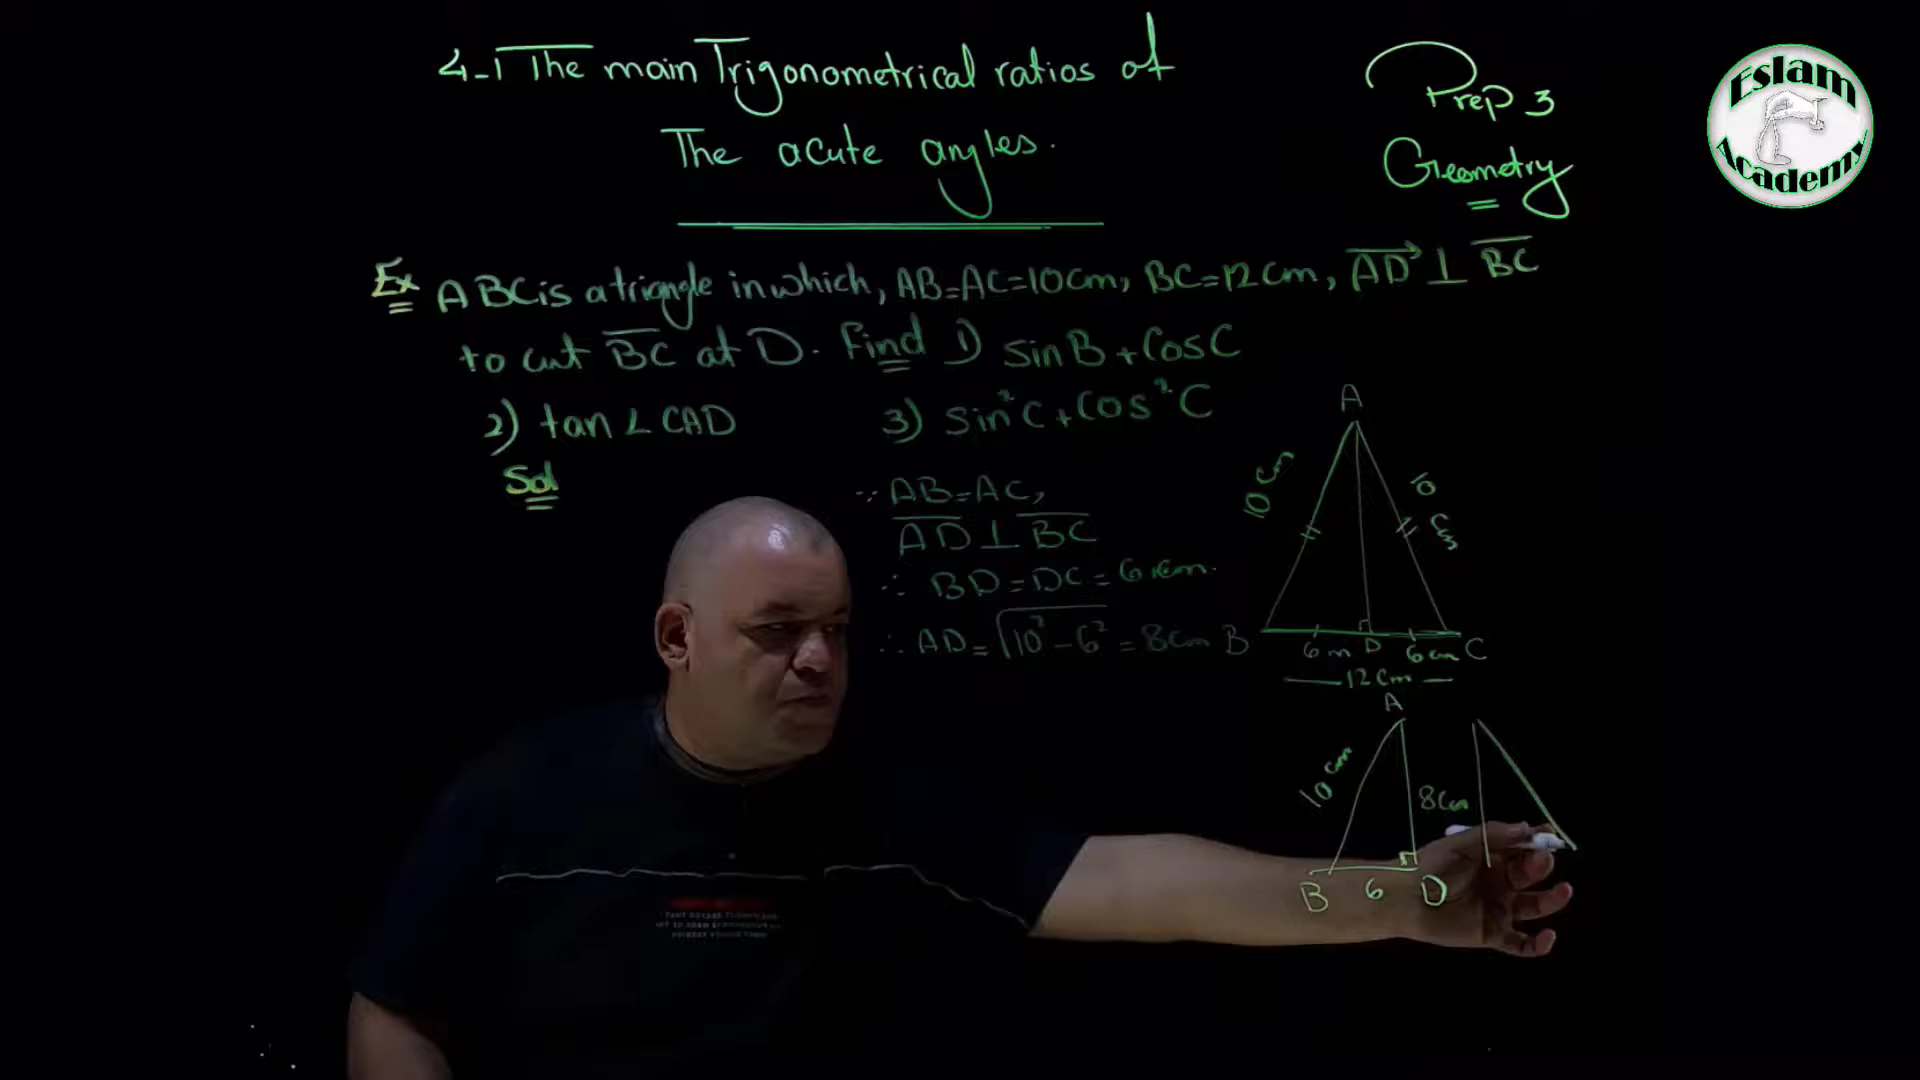 4-1 The main Trigonometrical ratios of
The acute angles.
Prep 3
Geometry
Eslam
Academy
Ex ABC is a triangle in which, AB=AC=10cm, BC=12cm, AD ⊥ BC
to cut BC at D. Find 1) sin B + Cos C
2) tan ∠ CAD 3) sin²C + Cos²C
Sol
∵ AB=AC,
AD ⊥ BC
∴ BD = DC = 6cm.
∴ AD = √10²-6² = 8cm
A
10 cm
10 cm
B
6 m D 6 cm C
12 cm
A
10 cm
8cm
B 6 D